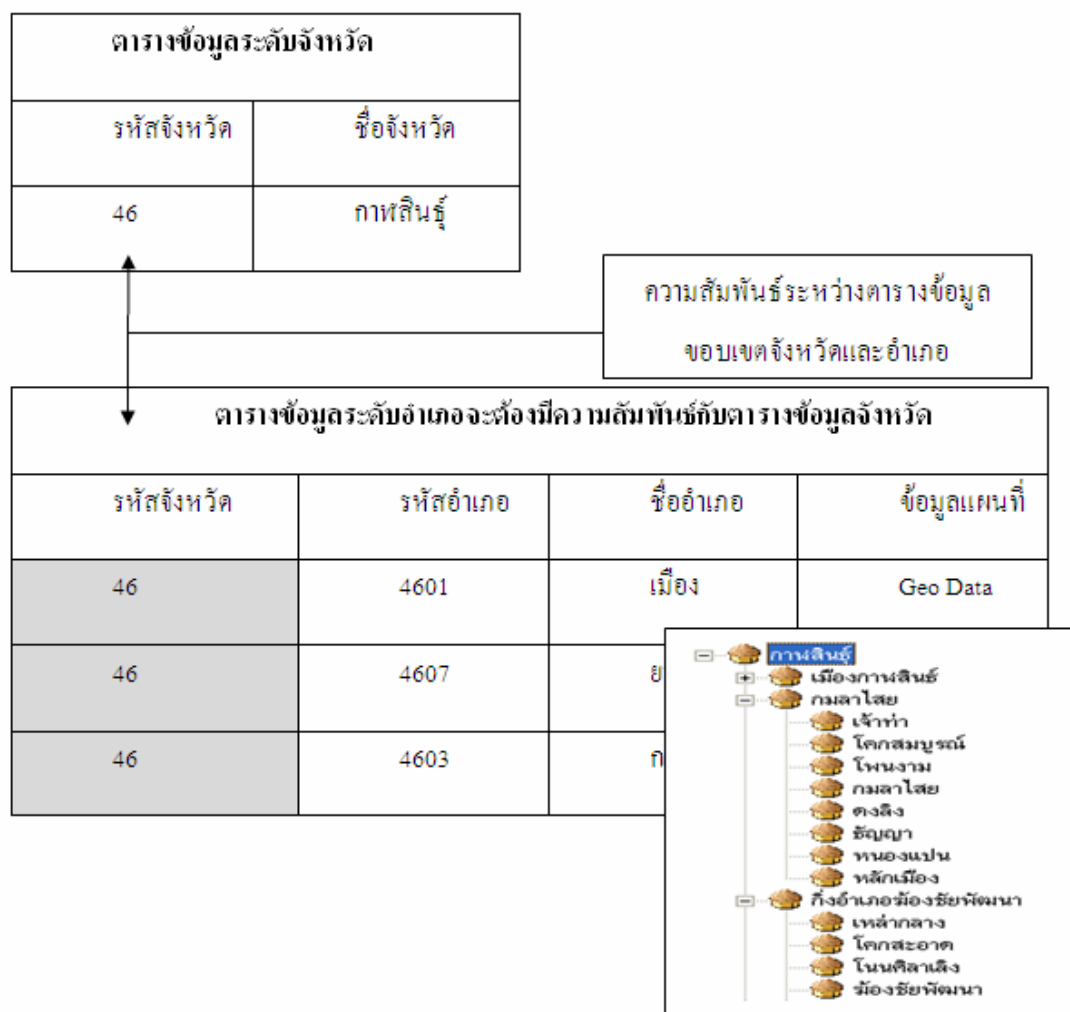 ตารางข้อมูลระดับจังหวัด
รหัสจังหวัด ชื่อจังหวัด
46 กาฬสินธุ์
ความสัมพันธ์ระหว่างตารางข้อมูล
ขอบเขตจังหวัดและอำเภอ
ตารางข้อมูลระดับอำเภอจะต้องมีความสัมพันธ์กับตารางข้อมูลจังหวัด
รหัสจังหวัด รหัสอำเภอ ชื่ออำเภอ ข้อมูลแผนที่
46 4601 เมือง Geo Data
46 4607 ย
46 4603 ก
กาฬสินธุ์
เมืองกาฬสินธุ์
กมลาไสย
เจ้าท่า
โคกสมบูรณ์
โพนงาม
กมลาไสย
ดงลิง
ธัญญา
หนองแปน
หลักเมือง
กิ่งอำเภอฆ้องชัยพัฒนา
เหล่ากลาง
โคกสะอาด
โนนศิลาเลิง
ฆ้องชัยพัฒนา